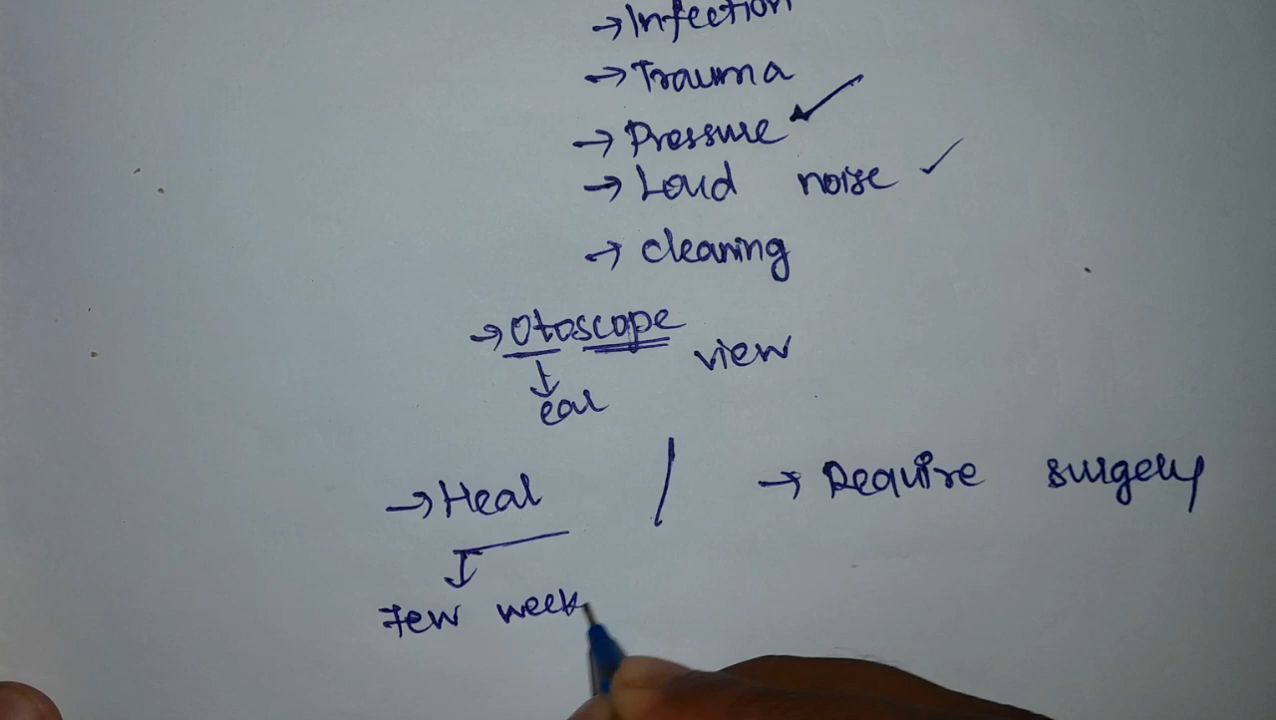 → Infection
→ Trauma
→ Pressure ✓
→ Loud noise ✓
→ cleaning
→ Otoscope view
↓
ear
→ Heal / → Require surgery
↓
Few week